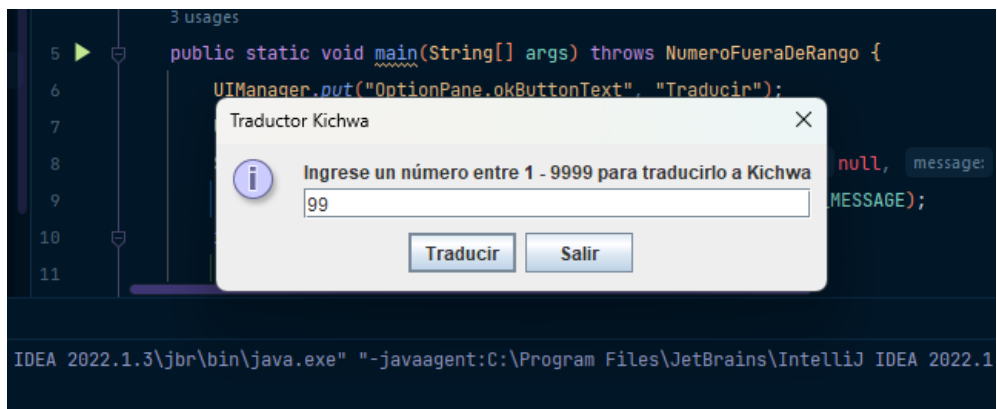 3 usages
5 public static void main(String[] args) throws NumeroFueraDeRango {
6 UIManager.put("OptionPane.okButtonText", "Traducir");
7
Traductor Kichwa
8 null, message:
Ingrese un número entre 1 - 9999 para traducirlo a Kichwa
9 MESSAGE);
99
10
Traducir Salir
11
IDEA 2022.1.3\jbr\bin\java.exe" "-javaagent:C:\Program Files\JetBrains\IntelliJ IDEA 2022.1